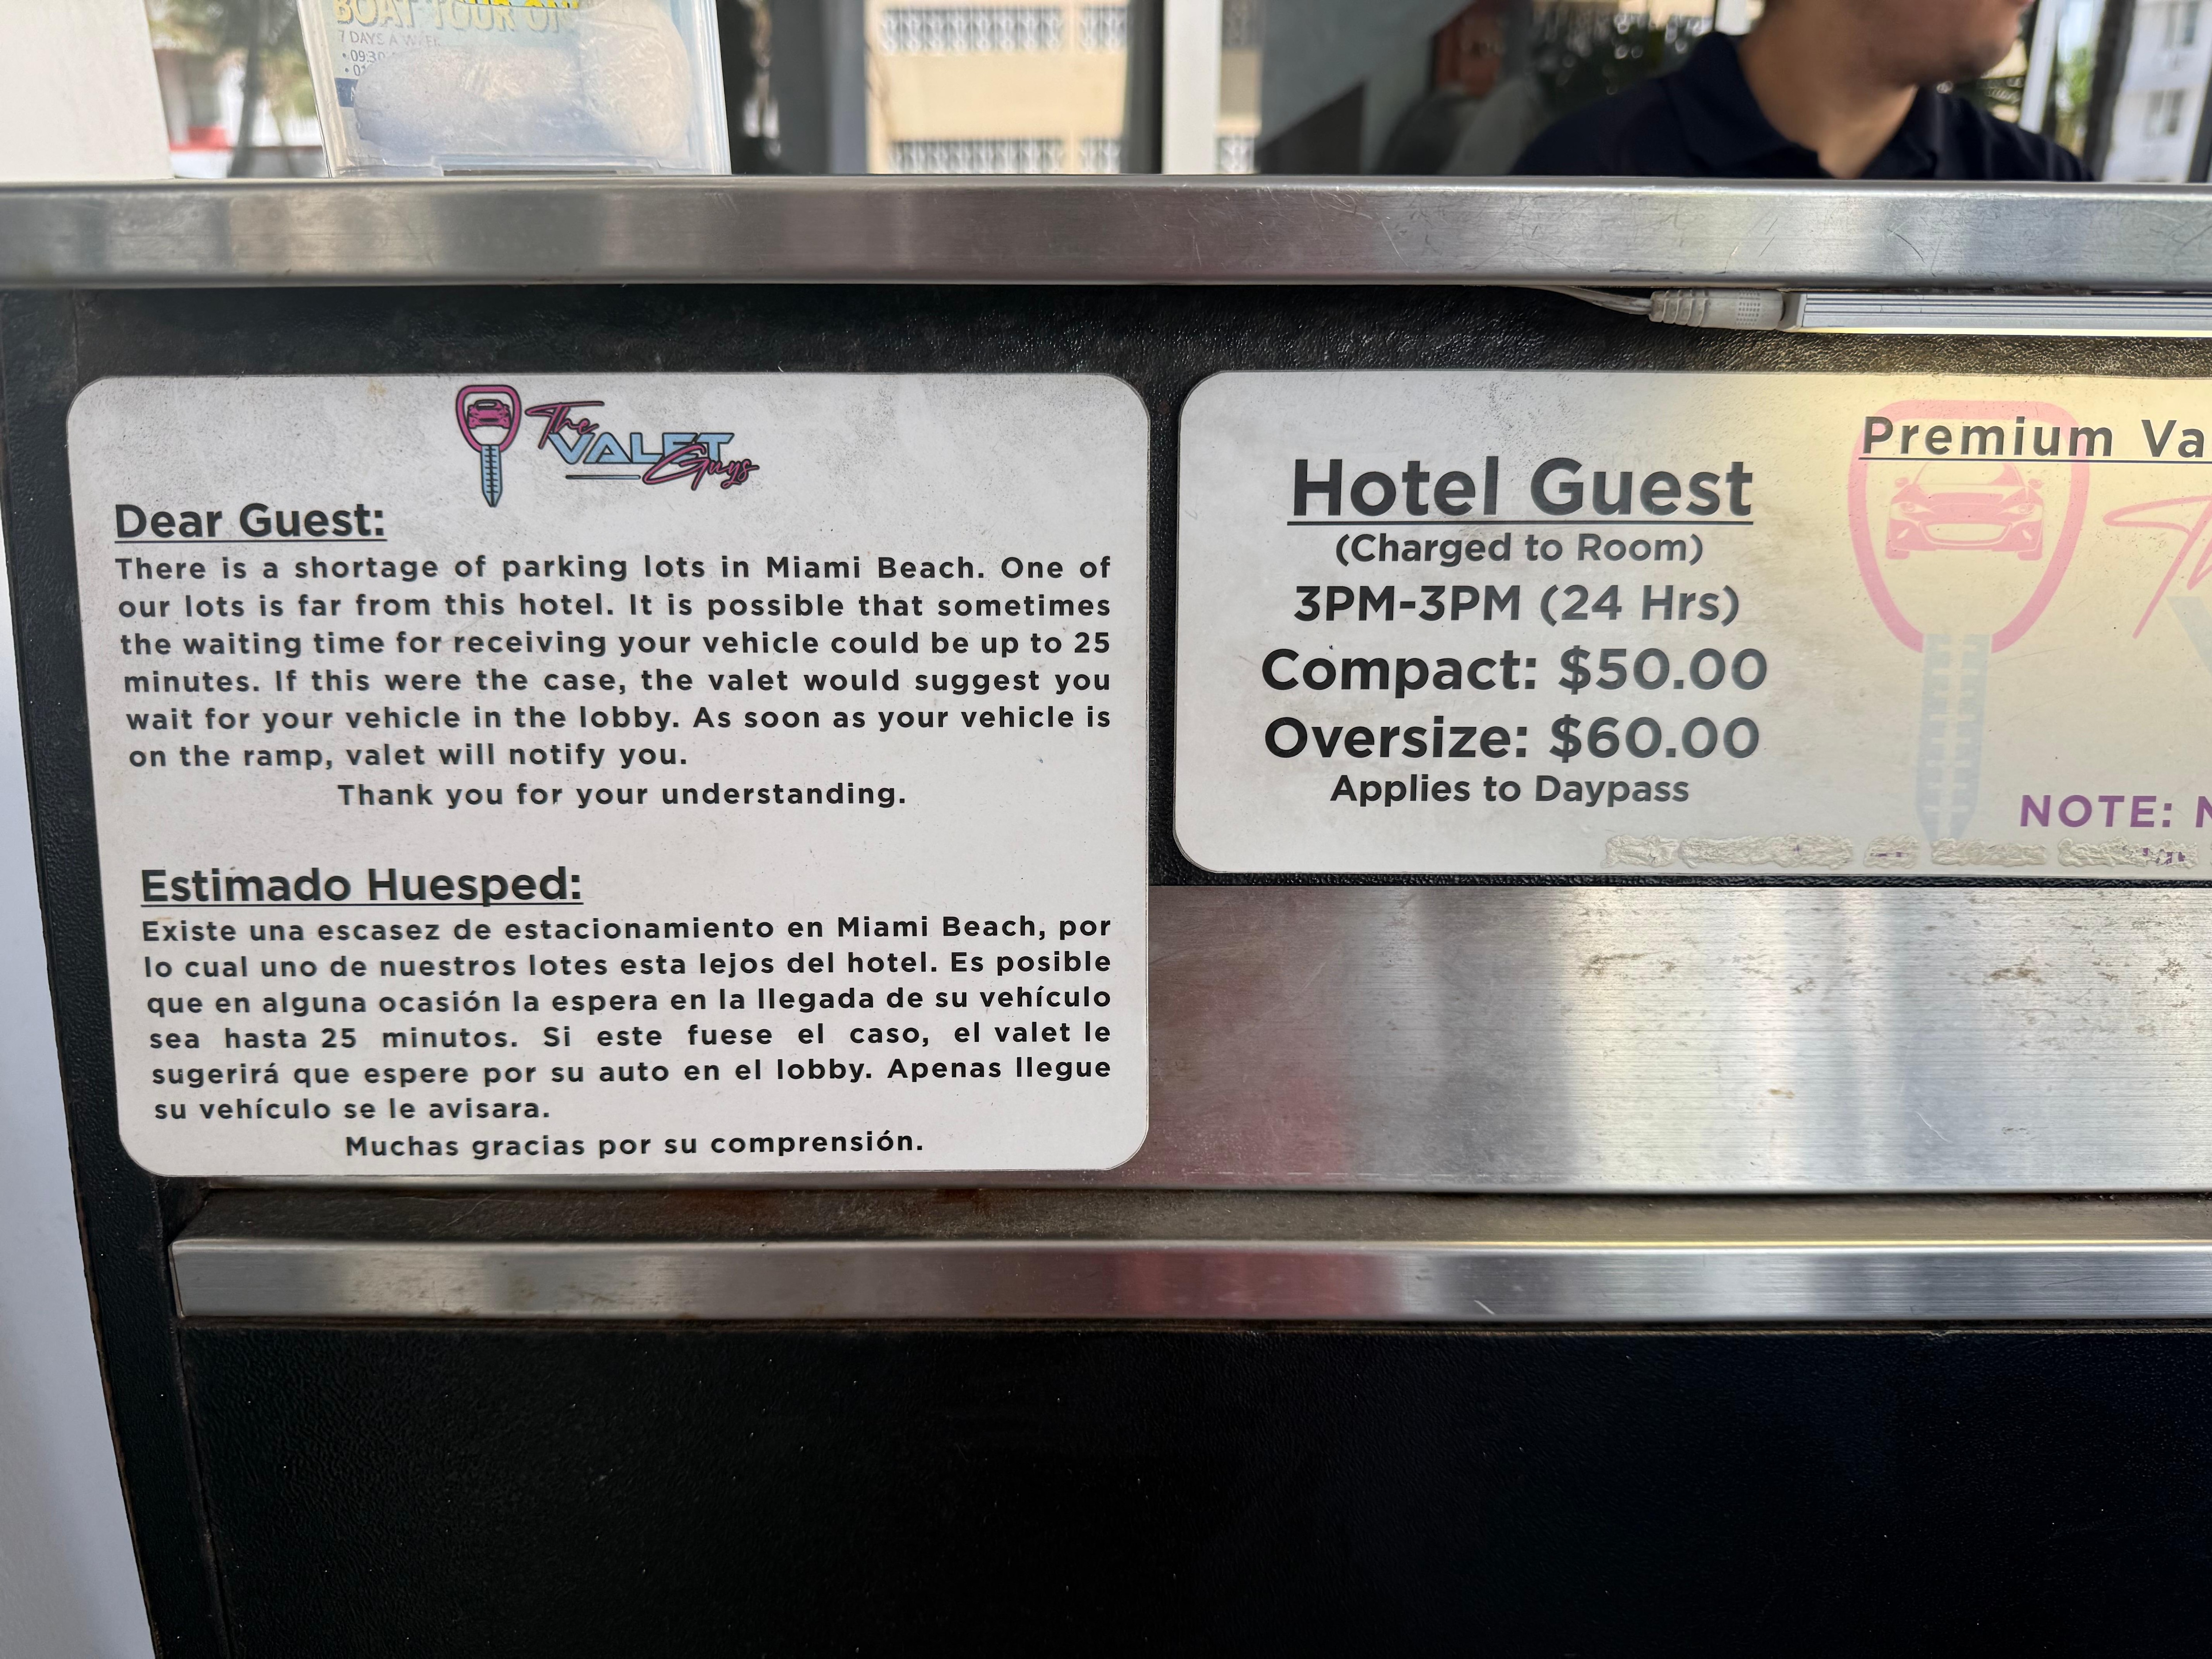 BOAT TOUR
7 DAYS A WEEK
The
VALET
Guys
Dear Guest:
There is a shortage of parking lots in Miami Beach. One of
our lots is far from this hotel. It is possible that sometimes
the waiting time for receiving your vehicle could be up to 25
minutes. If this were the case, the valet would suggest you
wait for your vehicle in the lobby. As soon as your vehicle is
on the ramp, valet will notify you.
Thank you for your understanding.
Estimado Huesped:
Existe una escasez de estacionamiento en Miami Beach, por
lo cual uno de nuestros lotes esta lejos del hotel. Es posible
que en alguna ocasión la espera en la llegada de su vehículo
sea hasta 25 minutos. Si este fuese el caso, el valet le
sugerirá que espere por su auto en el lobby. Apenas llegue
su vehículo se le avisara.
Muchas gracias por su comprensión.
Hotel Guest
(Charged to Room)
3PM-3PM (24 Hrs)
Compact: $50.00
Oversize: $60.00
Applies to Daypass
Premium Va
NOTE: